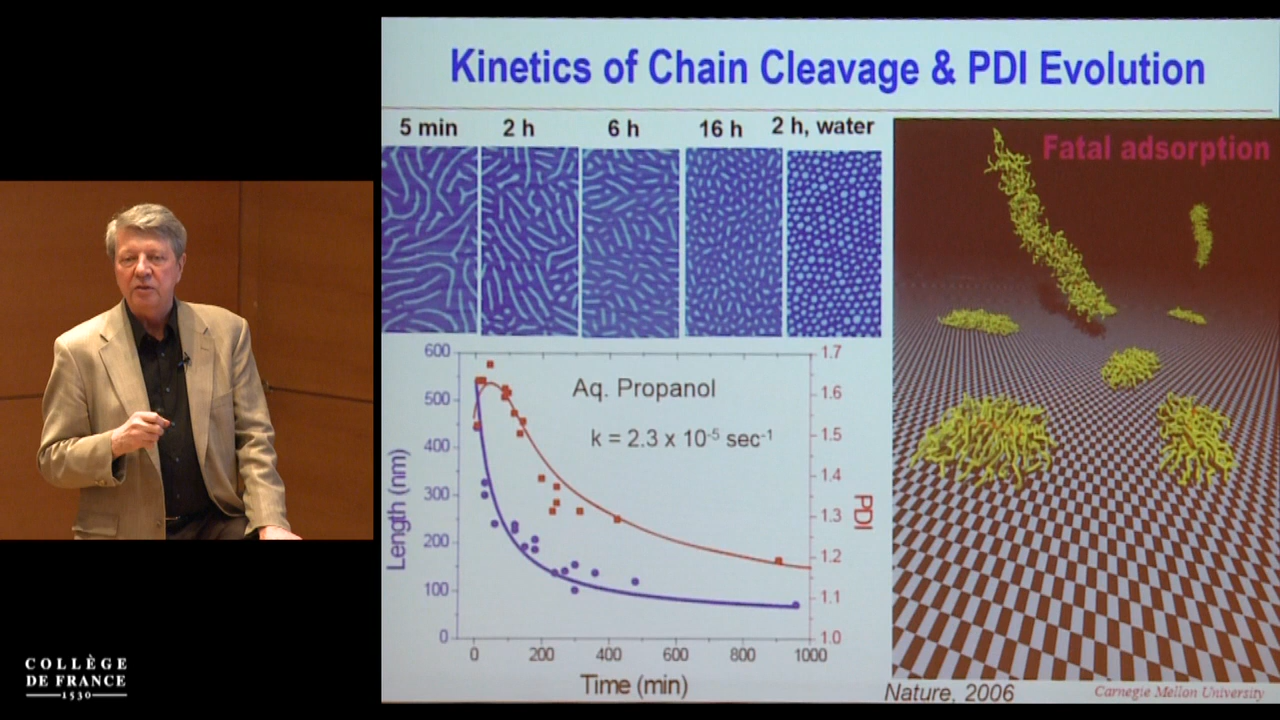 Kinetics of Chain Cleavage & PDI Evolution
5 min
2 h
6 h
16 h
2 h, water
Fatal adsorption
600
500
400
300
200
100
0
Length (nm)
Aq. Propanol
k = 2.3 x 10⁻⁵ sec⁻¹
1.7
1.6
1.5
1.4
1.3
1.2
1.1
1.0
PDI
0
200
400
600
800
1000
Time (min)
Nature, 2006
Carnegie Mellon University
COLLÈGE
DE FRANCE
1530